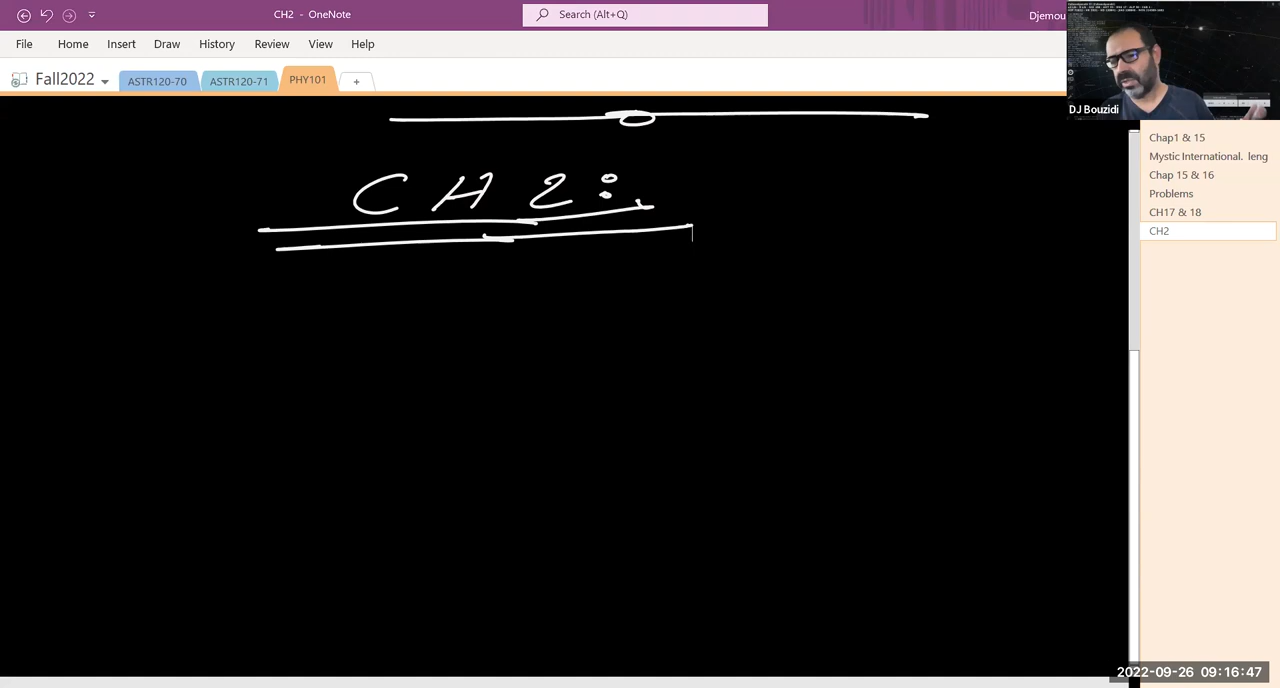 CH2 - OneNote
Search (Alt+Q)
Djemou
File Home Insert Draw History Review View Help
Fall2022 ASTR120-70 ASTR120-71 PHY101 +
DJ Bouzidi
CH 2:
Chap1 & 15
Mystic International. leng
Chap 15 & 16
Problems
CH17 & 18
CH2
2022-09-26 09:16:47